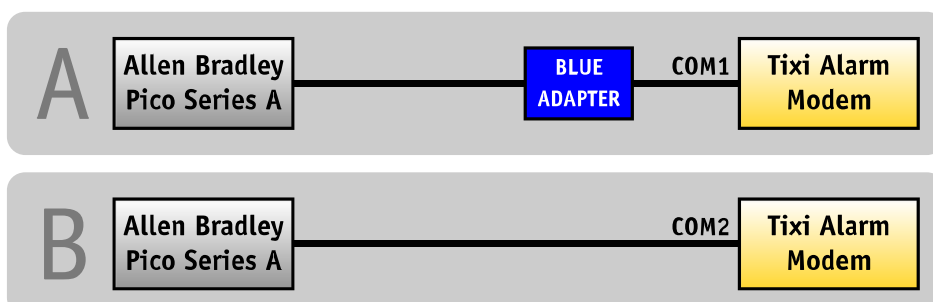 A
Allen Bradley
Pico Series A
BLUE
ADAPTER
COM1
Tixi Alarm
Modem
B
Allen Bradley
Pico Series A
COM2
Tixi Alarm
Modem